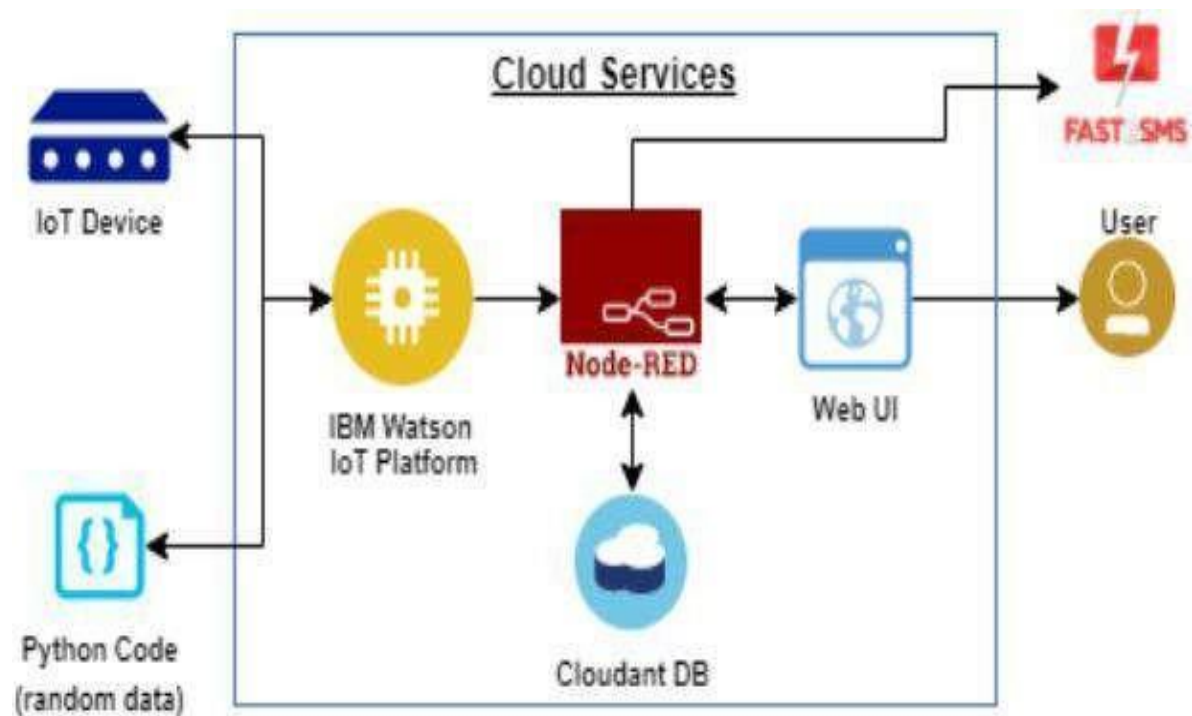 Cloud Services
FAST
SMS
IoT Device
User
Node-RED
Web UI
IBM Watson
IoT Platform
Python Code
(random data)
Cloudant DB